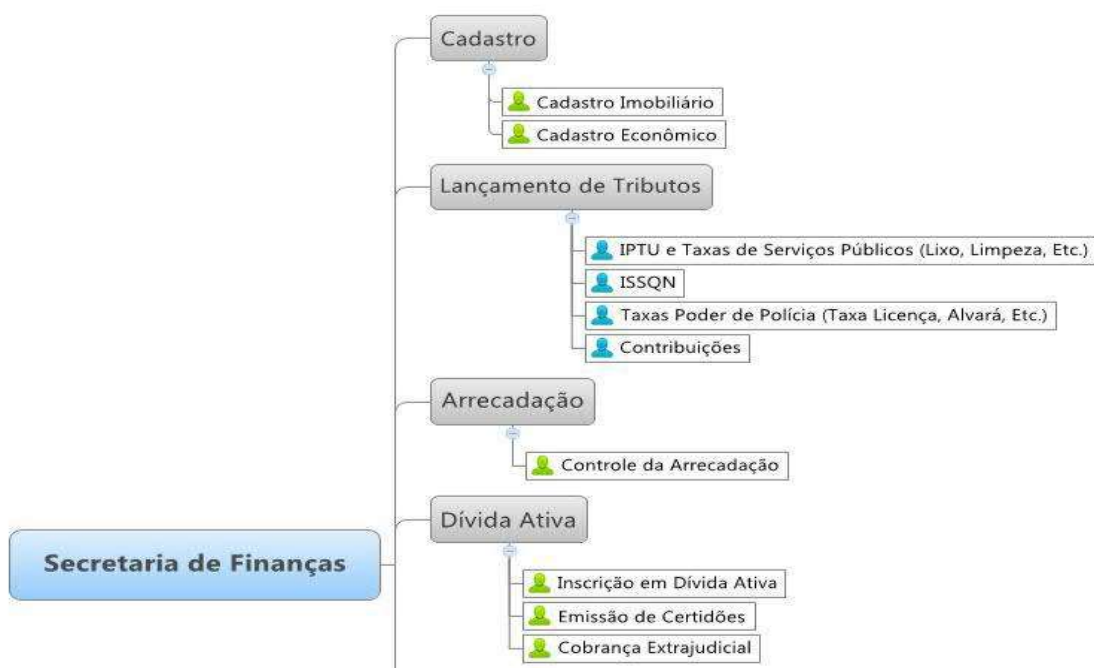 Cadastro
Cadastro Imobiliário
Cadastro Econômico
Lançamento de Tributos
IPTU e Taxas de Serviços Públicos (Lixo, Limpeza, Etc.)
ISSQN
Taxas Poder de Polícia (Taxa Licença, Alvará, Etc.)
Contribuições
Arrecadação
Controle da Arrecadação
Dívida Ativa
Secretaria de Finanças
Inscrição em Dívida Ativa
Emissão de Certidões
Cobrança Extrajudicial